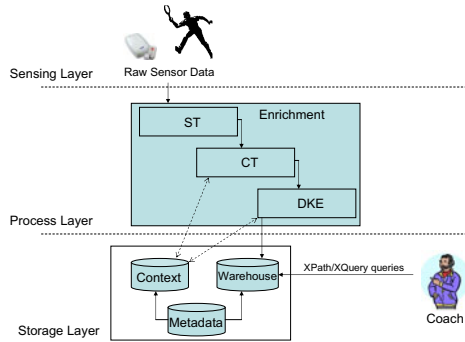 Sensing Layer
Raw Sensor Data
Enrichment
ST
CT
DKE
Process Layer
Context
Warehouse
XPath/XQuery queries
Metadata
Coach
Storage Layer